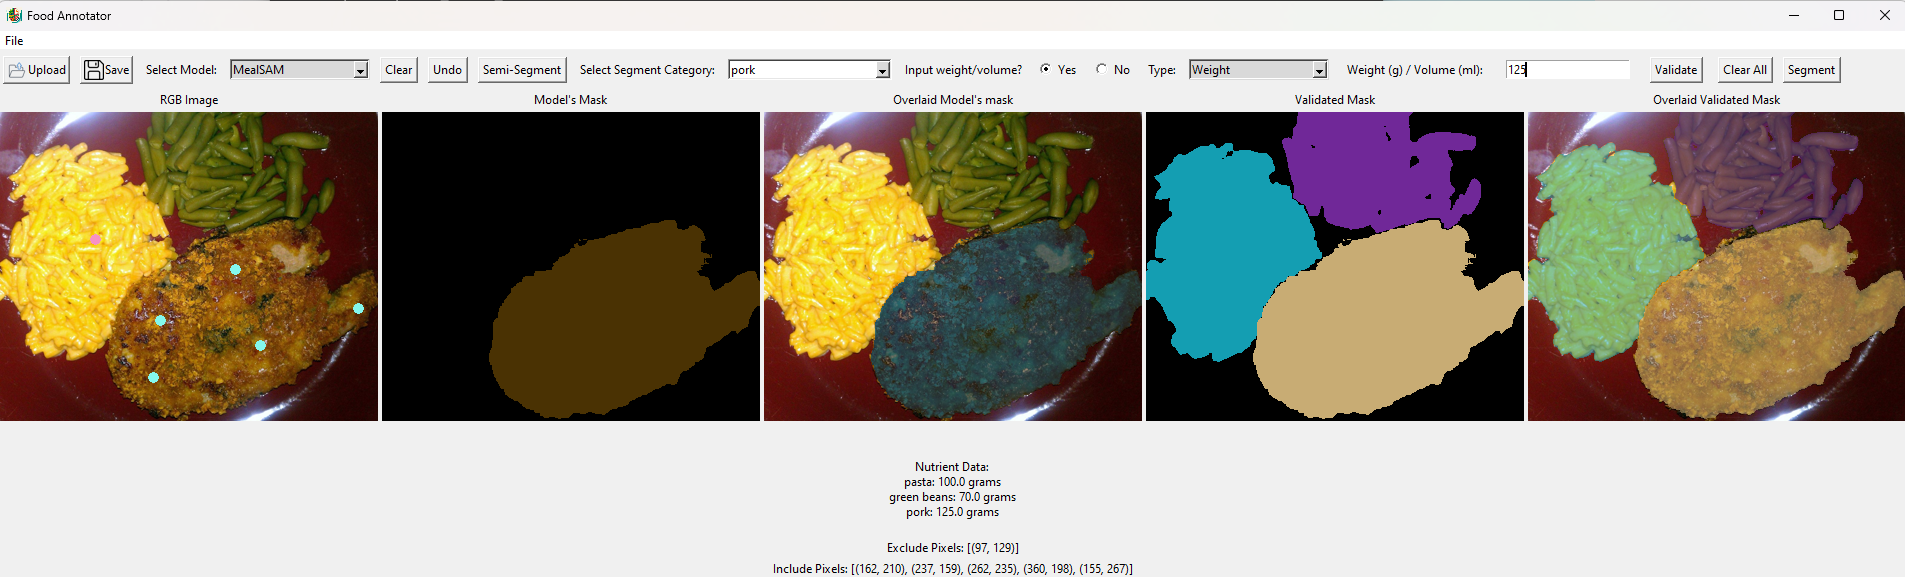 Food Annotator
File
Upload Save Select Model: MealSAM Clear Undo Semi-Segment Select Segment Category: pork Input weight/volume? Yes No Type: Weight Weight (g) / Volume (ml): 125 Validate Clear All Segment
RGB Image Model's Mask Overlaid Model's mask Validated Mask Overlaid Validated Mask
Nutrient Data:
pasta: 100.0 grams
green beans: 70.0 grams
pork: 125.0 grams
Exclude Pixels: [(97, 129)]
Include Pixels: [(162, 210), (237, 159), (262, 235), (360, 198), (155, 267)]